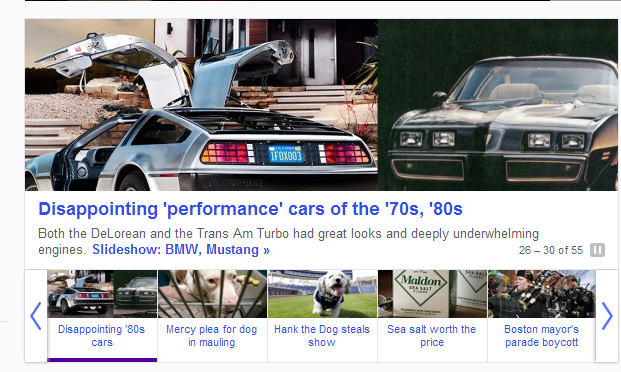 1FOX003
Disappointing 'performance' cars of the '70s, '80s
Both the DeLorean and the Trans Am Turbo had great looks and deeply underwhelming
engines. Slideshow: BMW, Mustang »
26 – 30 of 55
Maldon
SEA SALT
SEA SALT
Disappointing '80s
cars
Mercy plea for dog
in mauling
Hank the Dog steals
show
Sea salt worth the
price
Boston mayor's
parade boycott